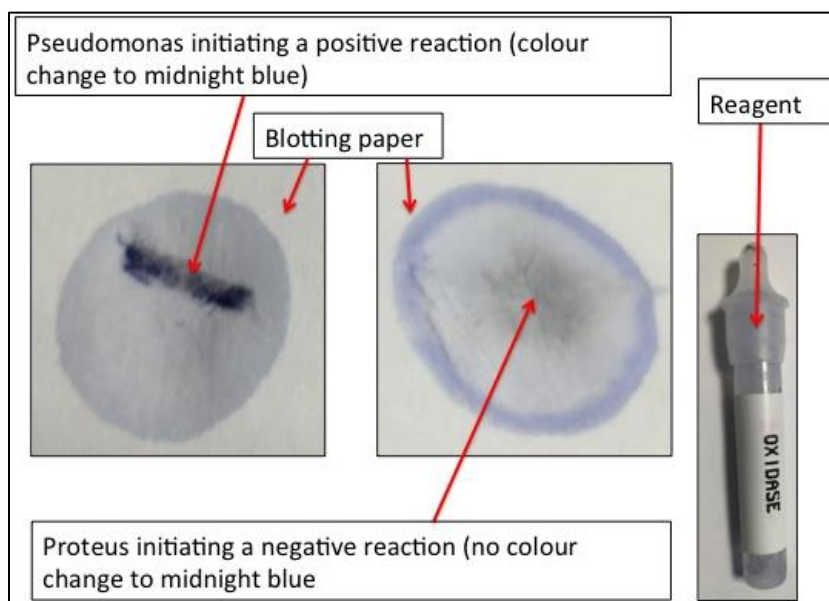 Pseudomonas initiating a positive reaction (colour
change to midnight blue)
Reagent
Blotting paper
OXIDASE
Proteus initiating a negative reaction (no colour
change to midnight blue